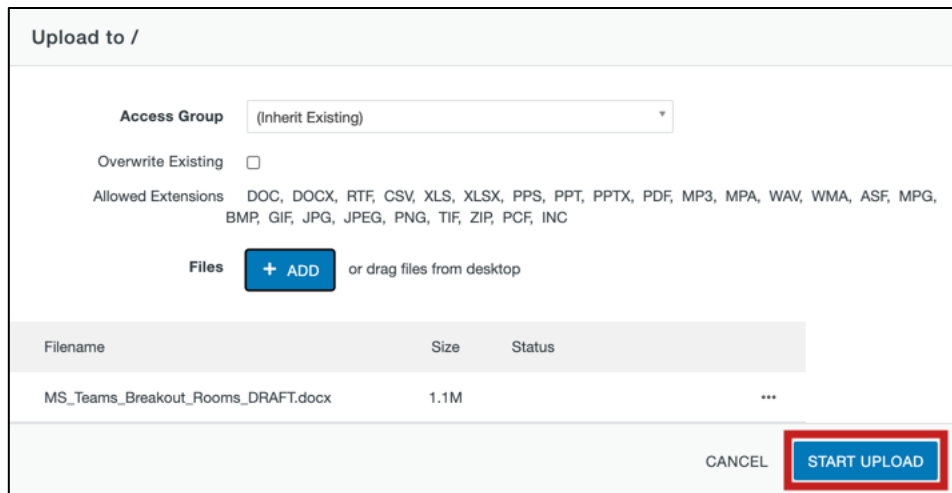 Upload to /
Access Group (Inherit Existing)
Overwrite Existing
Allowed Extensions DOC, DOCX, RTF, CSV, XLS, XLSX, PPS, PPT, PPTX, PDF, MP3, MPA, WAV, WMA, ASF, MPG,
BMP, GIF, JPG, JPEG, PNG, TIF, ZIP, PCF, INC
Files + ADD or drag files from desktop
Filename Size Status
MS_Teams_Breakout_Rooms_DRAFT.docx 1.1M ...
CANCEL START UPLOAD